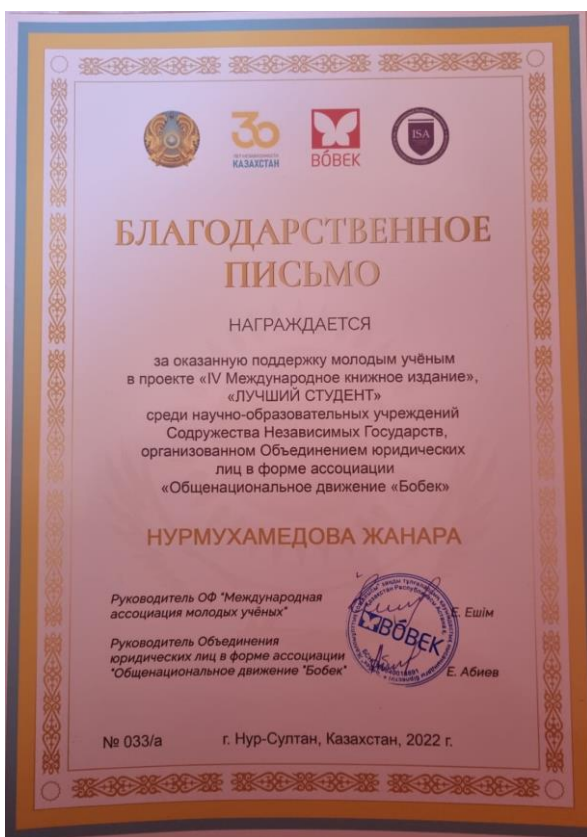 30
ЛЕТ НЕЗАВИСИМОСТИ
КАЗАХСТАН
BÓBEK
ISA
БЛАГОДАРСТВЕННОЕ
ПИСЬМО
НАГРАЖДАЕТСЯ
за оказанную поддержку молодым учёным
в проекте «IV Международное книжное издание»,
«ЛУЧШИЙ СТУДЕНТ»
среди научно-образовательных учреждений
Содружества Независимых Государств,
организованном Объединением юридических
лиц в форме ассоциации
«Общенациональное движение «Бобек»
НУРМУХАМЕДОВА ЖАНАРА
Руководитель ОФ "Международная
ассоциация молодых учёных"
Е. Ешім
Руководитель Объединения
юридических лиц в форме ассоциации
"Общенациональное движение "Бобек"
Е. Абиев
BÓBEK
№ 033/а
г. Нур-Султан, Казахстан, 2022 г.